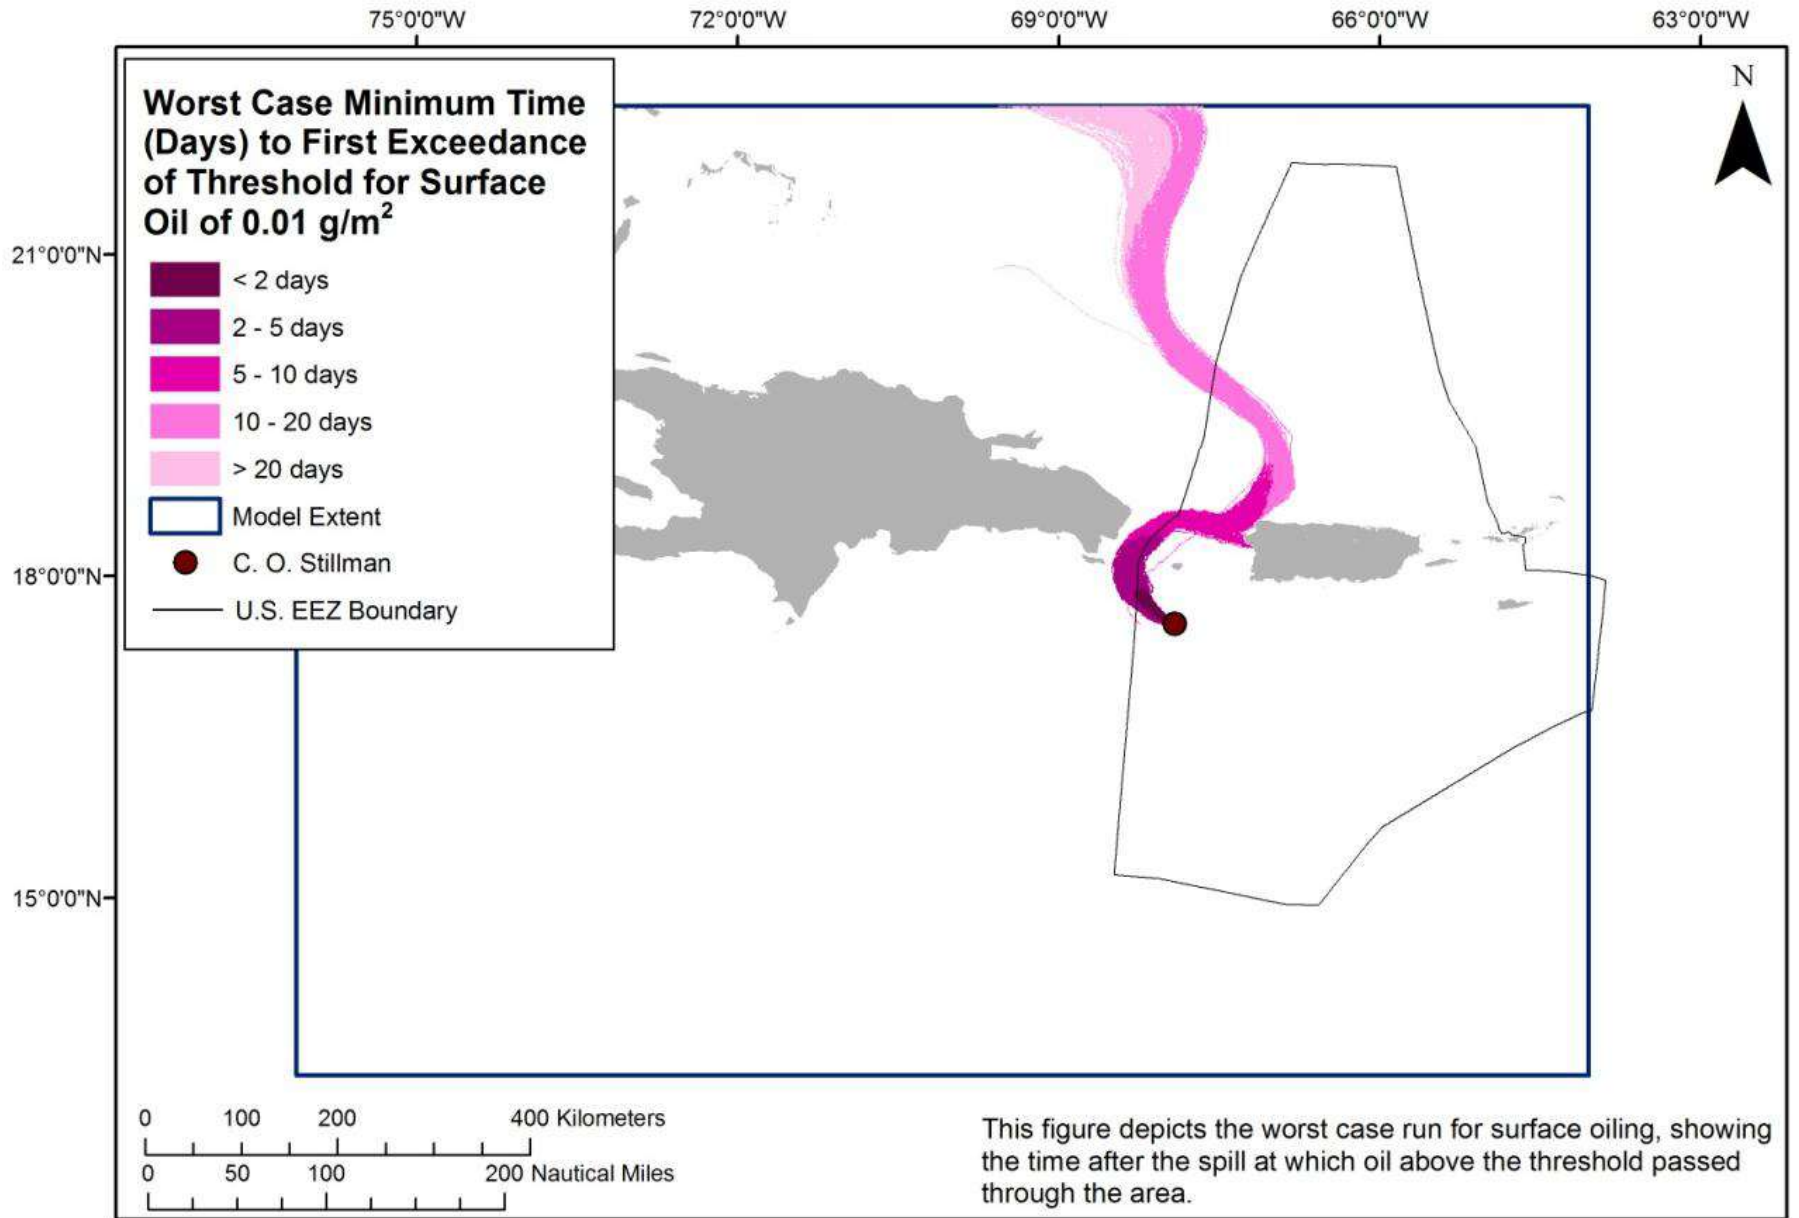 75°0'0"W 72°0'0"W 69°0'0"W 66°0'0"W 63°0'0"W
N
Worst Case Minimum Time
(Days) to First Exceedance
of Threshold for Surface
Oil of 0.01 g/m²
< 2 days
2 - 5 days
5 - 10 days
10 - 20 days
> 20 days
Model Extent
C. O. Stillman
U.S. EEZ Boundary
21°0'0"N
18°0'0"N
15°0'0"N
0 100 200 400 Kilometers
0 50 100 200 Nautical Miles
This figure depicts the worst case run for surface oiling, showing
the time after the spill at which oil above the threshold passed
through the area.